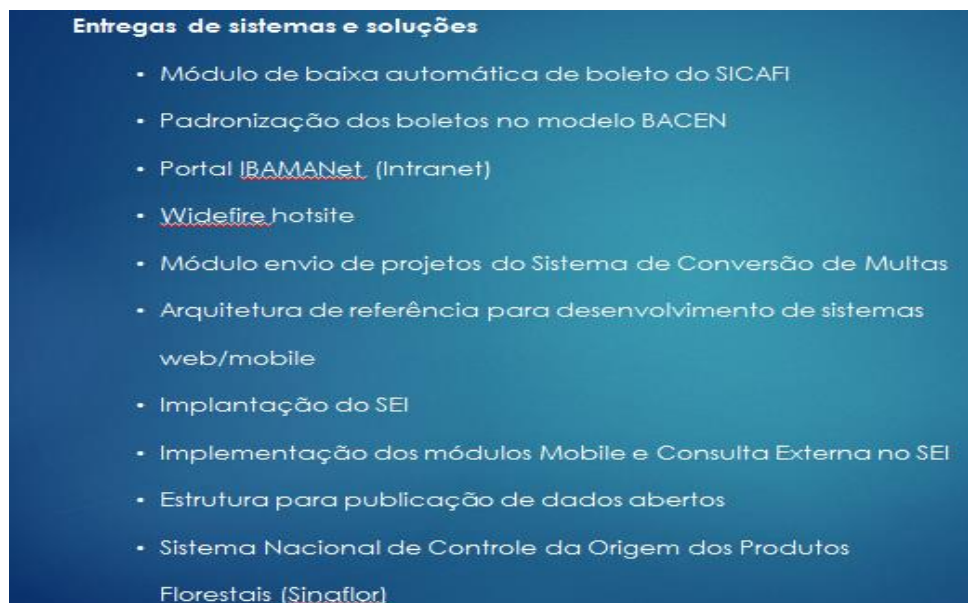 Entregas de sistemas e soluções
• Módulo de baixa automática de boleto do SICAFI
• Padronização dos boletos no modelo BACEN
• Portal IBAMANet (Intranet)
• Widefire hotsite
• Módulo envio de projetos do Sistema de Conversão de Multas
• Arquitetura de referência para desenvolvimento de sistemas
web/mobile
• Implantação do SEI
• Implementação dos módulos Mobile e Consulta Externa no SEI
• Estrutura para publicação de dados abertos
• Sistema Nacional de Controle da Origem dos Produtos
Florestais (Sinaflor)